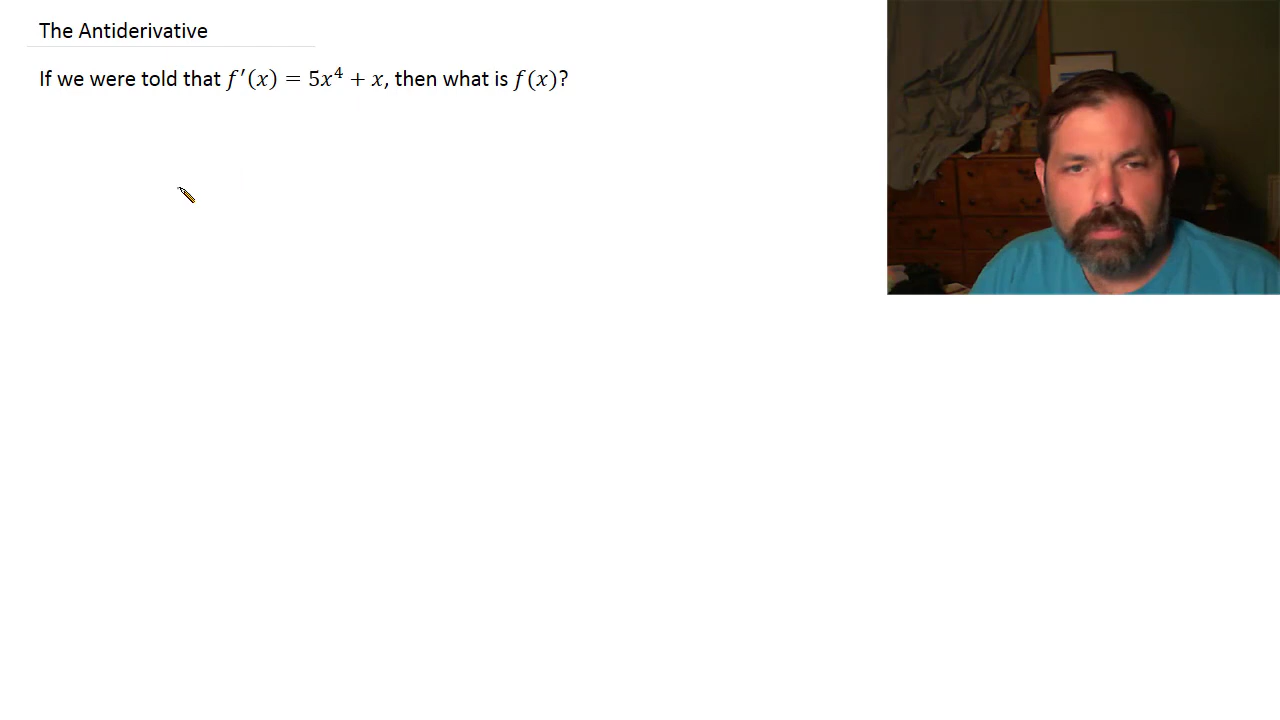 The Antiderivative
If we were told that f′(x) = 5x⁴ + x, then what is f(x)?